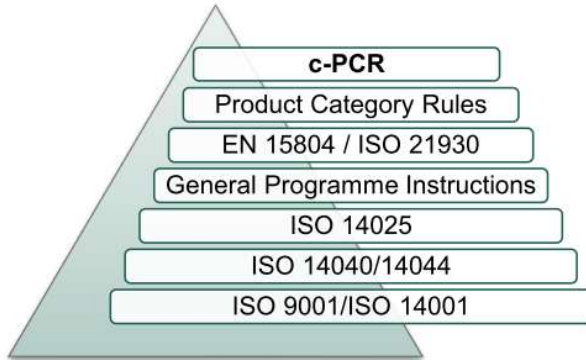 c-PCR
Product Category Rules
EN 15804 / ISO 21930
General Programme Instructions
ISO 14025
ISO 14040/14044
ISO 9001/ISO 14001